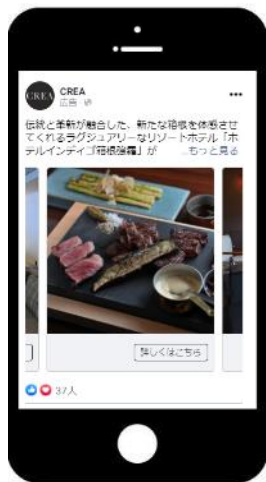 CREA
CREA
広告
伝統と革新が融合した、新たな箱根を体感させ
てくれるラグジュアリーなリゾートホテル「ホ
テルインディゴ箱根強羅」が ...もっと見る
詳しくはこちら
37人